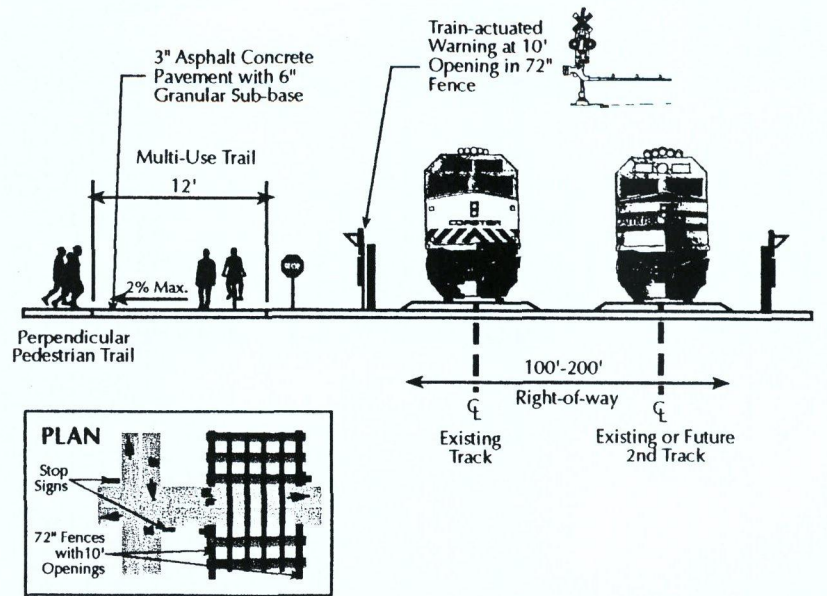 3" Asphalt Concrete
Pavement with 6"
Granular Sub-base
Train-actuated
Warning at 10'
Opening in 72"
Fence
Multi-Use Trail
12'
COASTER
STOP
2% Max.
Perpendicular
Pedestrian Trail
100'-200'
Right-of-way
℄
Existing
Track
℄
Existing or Future
2nd Track
PLAN
Stop
Signs
72" Fences
with 10'
Openings